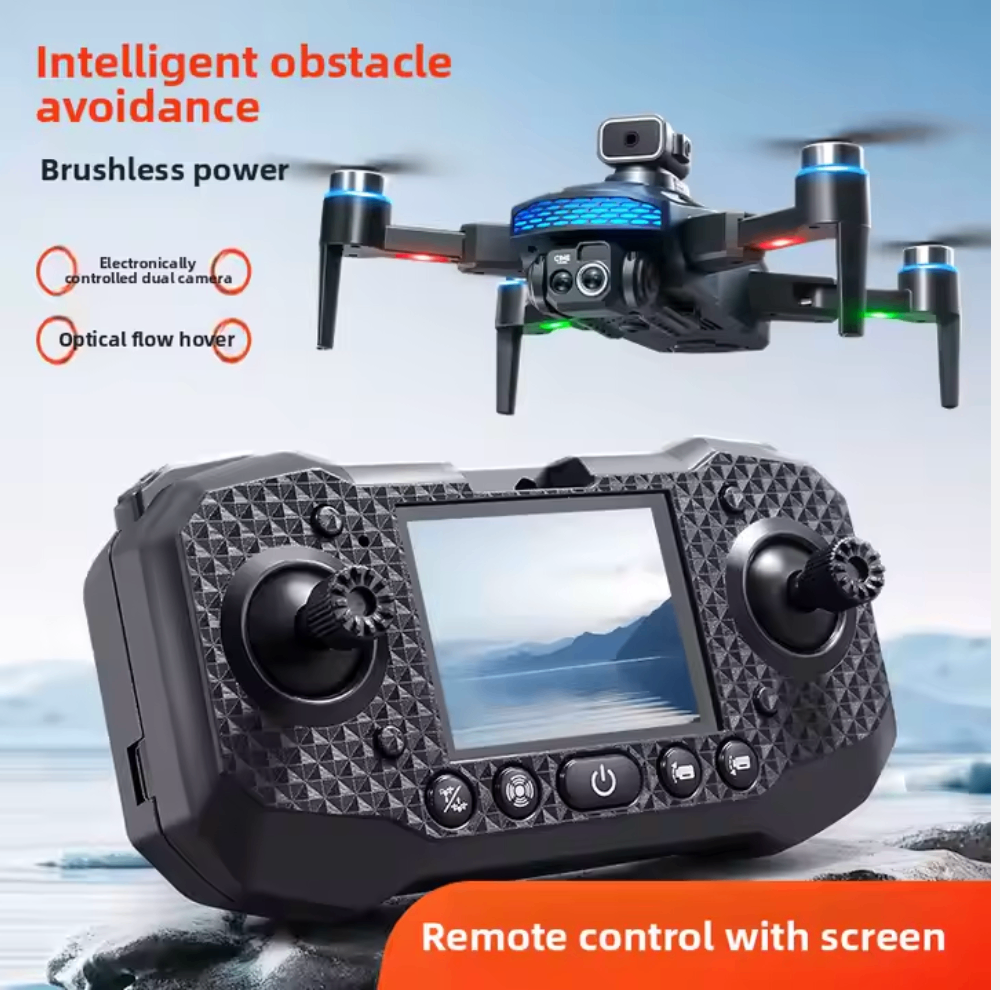 Intelligent obstacle
avoidance
Brushless power
Electronically
controlled dual camera
Optical flow hover
Remote control with screen